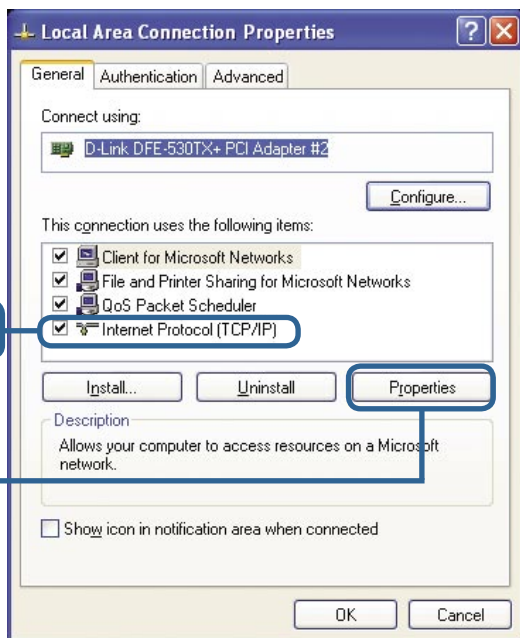 Local Area Connection Properties
General Authentication Advanced
Connect using:
D-Link DFE-530TX+ PCI Adapter #2
Configure...
This connection uses the following items:
Client for Microsoft Networks
File and Printer Sharing for Microsoft Networks
QoS Packet Scheduler
Internet Protocol (TCP/IP)
Install... Uninstall Properties
Description
Allows your computer to access resources on a Microsoft
network.
Show icon in notification area when connected
OK Cancel